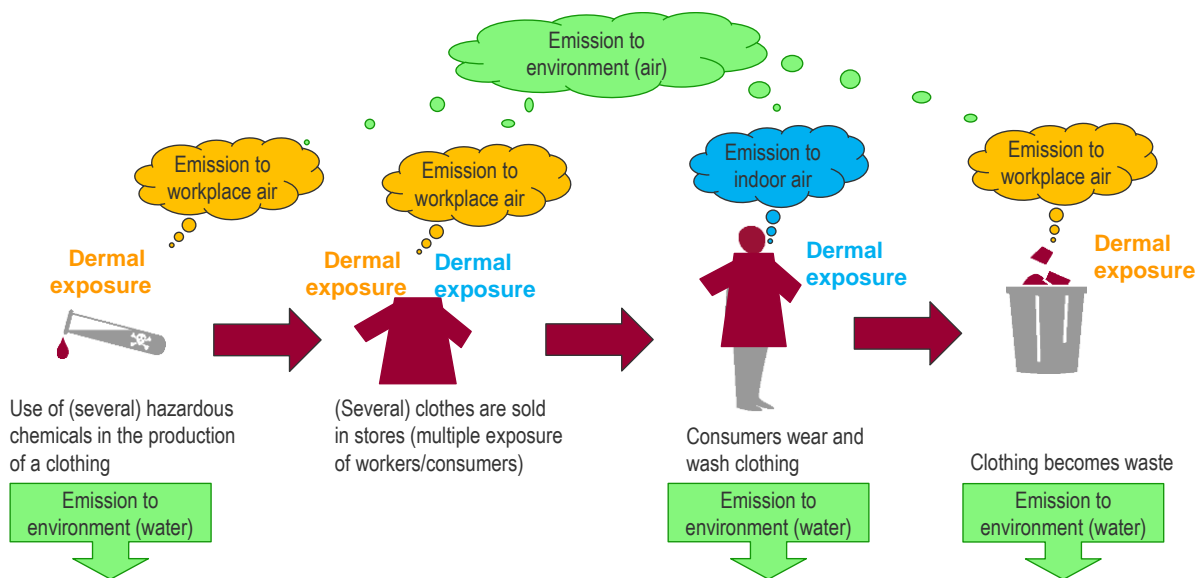 Emission to
environment (air)
Emission to
workplace air
Emission to
workplace air
Emission to
indoor air
Emission to
workplace air
Dermal
exposure
Dermal
exposure
Dermal
exposure
Dermal
exposure
Dermal
exposure
Use of (several) hazardous
chemicals in the production
of a clothing
(Several) clothes are sold
in stores (multiple exposure
of workers/consumers)
Consumers wear and
wash clothing
Clothing becomes waste
Emission to
environment (water)
Emission to
environment (water)
Emission to
environment (water)